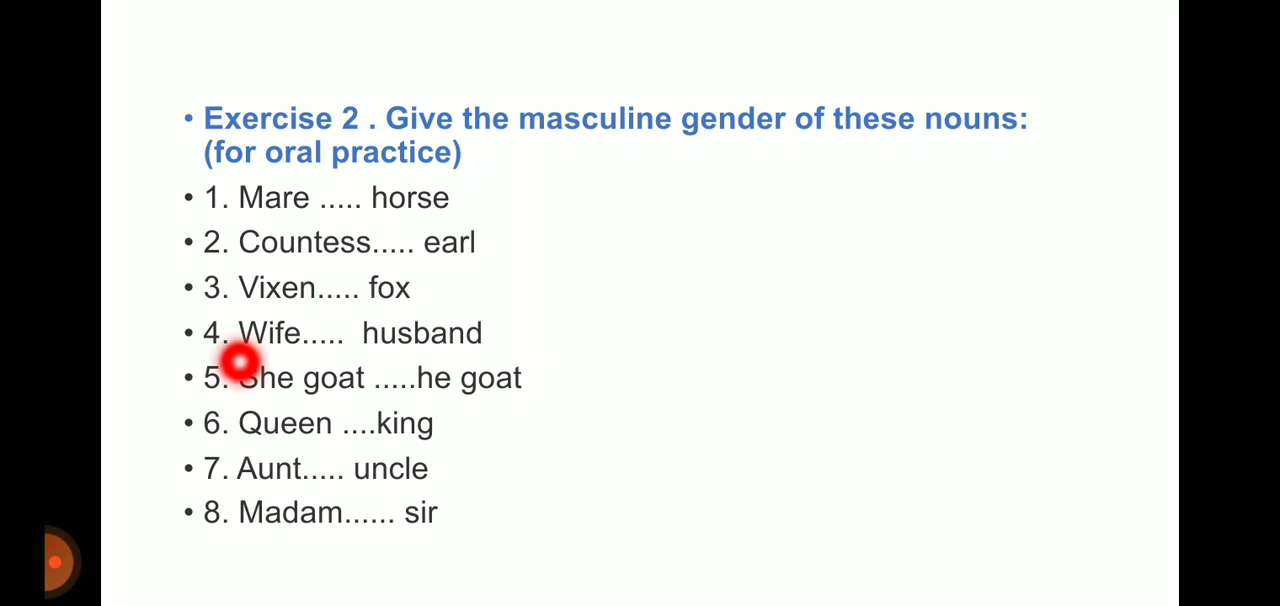 • Exercise 2 . Give the masculine gender of these nouns:
(for oral practice)
• 1. Mare ..... horse
• 2. Countess..... earl
• 3. Vixen..... fox
• 4. Wife..... husband
• 5. She goat .....he goat
• 6. Queen ....king
• 7. Aunt..... uncle
• 8. Madam...... sir